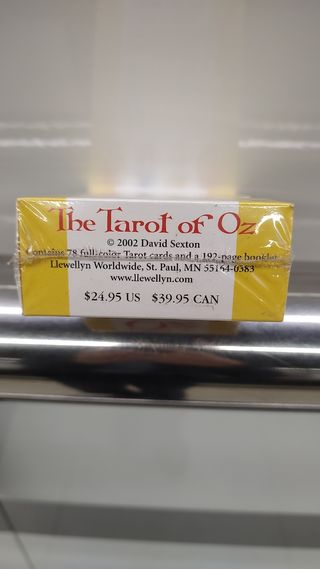 The Tarot of Oz
© 2002 David Sexton
Contains 78 full-color Tarot cards and a 192-page booklet
Llewellyn Worldwide, St. Paul, MN 55164-0383
www.llewellyn.com
$24.95 US $39.95 CAN